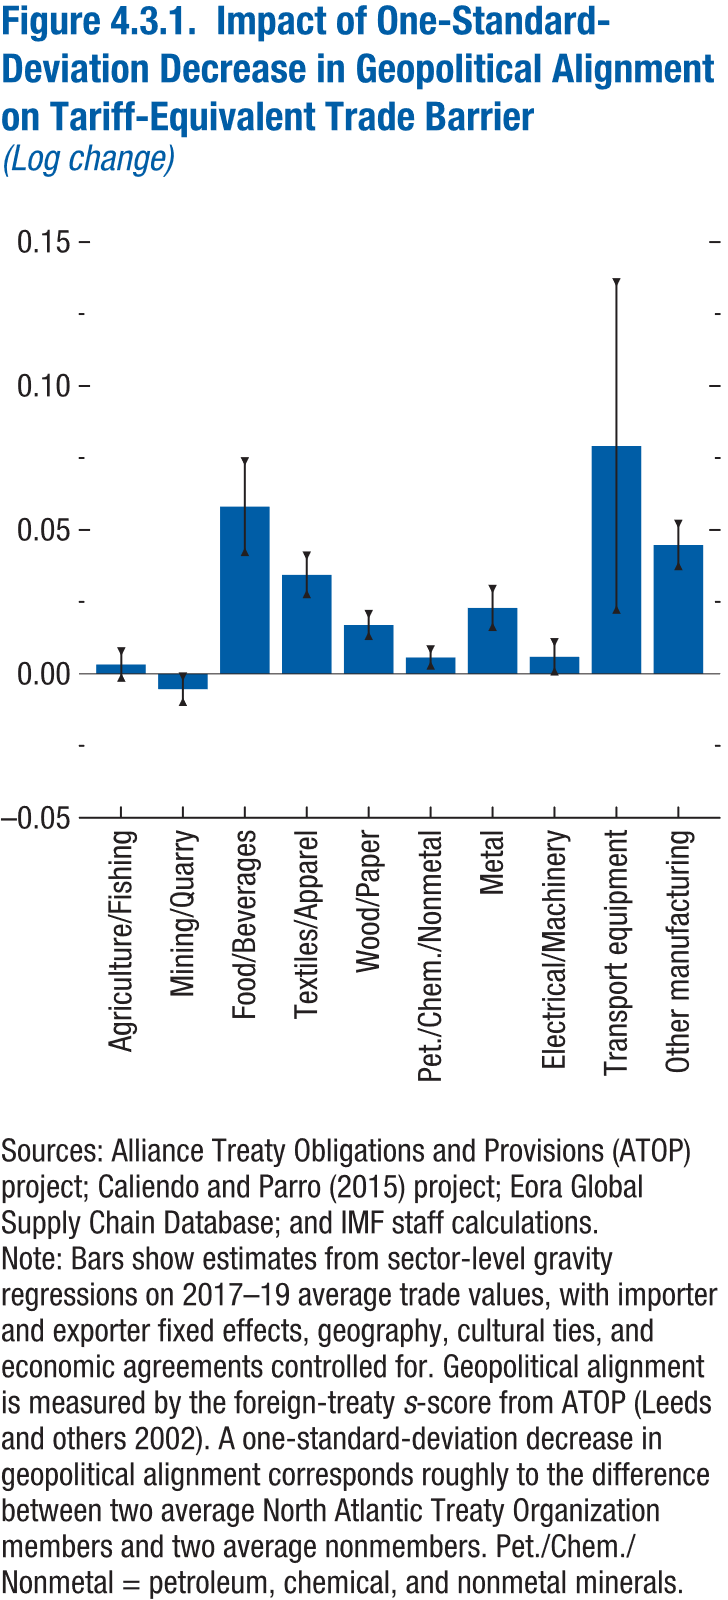 Figure 4.3.1.  Impact of One-Standard-
Deviation Decrease in Geopolitical Alignment
on Tariff-Equivalent Trade Barrier
(Log change)
0.15
0.10
0.05
0.00
–0.05
Agriculture/Fishing
Mining/Quarry
Food/Beverages
Textiles/Apparel
Wood/Paper
Pet./Chem./Nonmetal
Metal
Electrical/Machinery
Transport equipment
Other manufacturing
Sources: Alliance Treaty Obligations and Provisions (ATOP)
project; Caliendo and Parro (2015) project; Eora Global
Supply Chain Database; and IMF staff calculations.
Note: Bars show estimates from sector-level gravity
regressions on 2017–19 average trade values, with importer
and exporter fixed effects, geography, cultural ties, and
economic agreements controlled for. Geopolitical alignment
is measured by the foreign-treaty s-score from ATOP (Leeds
and others 2002). A one-standard-deviation decrease in
geopolitical alignment corresponds roughly to the difference
between two average North Atlantic Treaty Organization
members and two average nonmembers. Pet./Chem./
Nonmetal = petroleum, chemical, and nonmetal minerals.